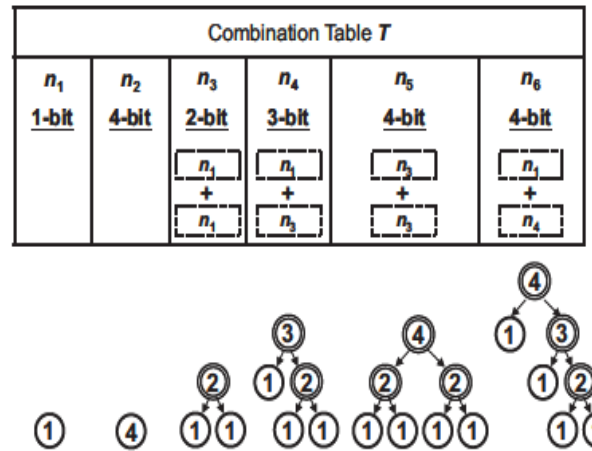 Combination Table T
n1 n2 n3 n4 n5 n6
1-bit 4-bit 2-bit 3-bit 4-bit 4-bit
n1 n1 n3 n1
+ + + +
n1 n3 n3 n4
4
3 4 1 3
2 1 2 2 2 1 2
1 4 1 1 1 1 1 1 1 1 1 1